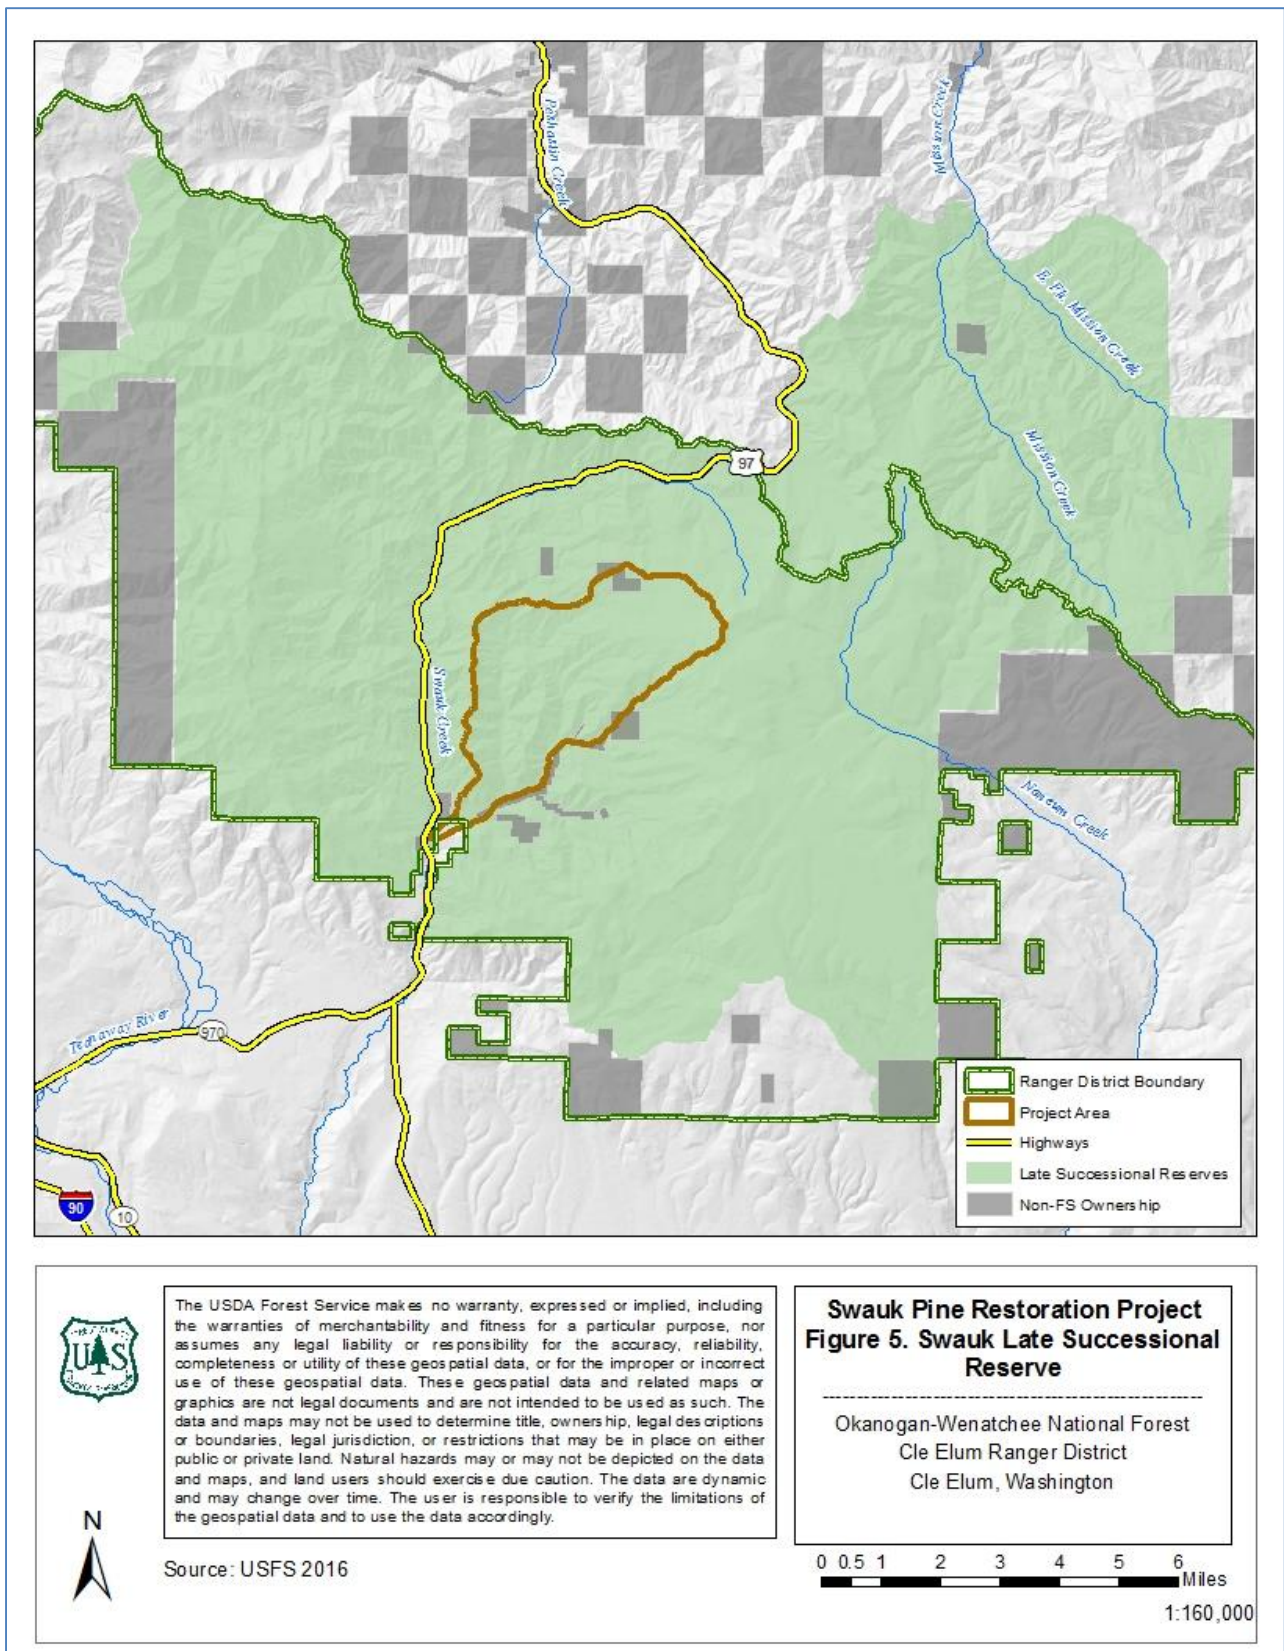 Peshastin Creek
Mission Creek
E. Fk. Mission Creek
Mission Creek
97
Swauk Creek
Naneum Creek
Teanaway River
970
90
10
Ranger District Boundary
Project Area
Highways
Late Successional Reserves
Non-FS Ownership
The USDA Forest Service makes no warranty, expressed or implied, including
the warranties of merchantability and fitness for a particular purpose, nor
assumes any legal liability or responsibility for the accuracy, reliability,
completeness or utility of these geospatial data, or for the improper or incorrect
use of these geospatial data. These geospatial data and related maps or
graphics are not legal documents and are not intended to be used as such. The
data and maps may not be used to determine title, ownership, legal descriptions
or boundaries, legal jurisdiction, or restrictions that may be in place on either
public or private land. Natural hazards may or may not be depicted on the data
and maps, and land users should exercise due caution. The data are dynamic
and may change over time. The user is responsible to verify the limitations of
the geospatial data and to use the data accordingly.
Source: USFS 2016
U S
N
Swauk Pine Restoration Project
Figure 5. Swauk Late Successional
Reserve
Okanogan-Wenatchee National Forest
Cle Elum Ranger District
Cle Elum, Washington
0 0.5 1 2 3 4 5 6
Miles
1:160,000